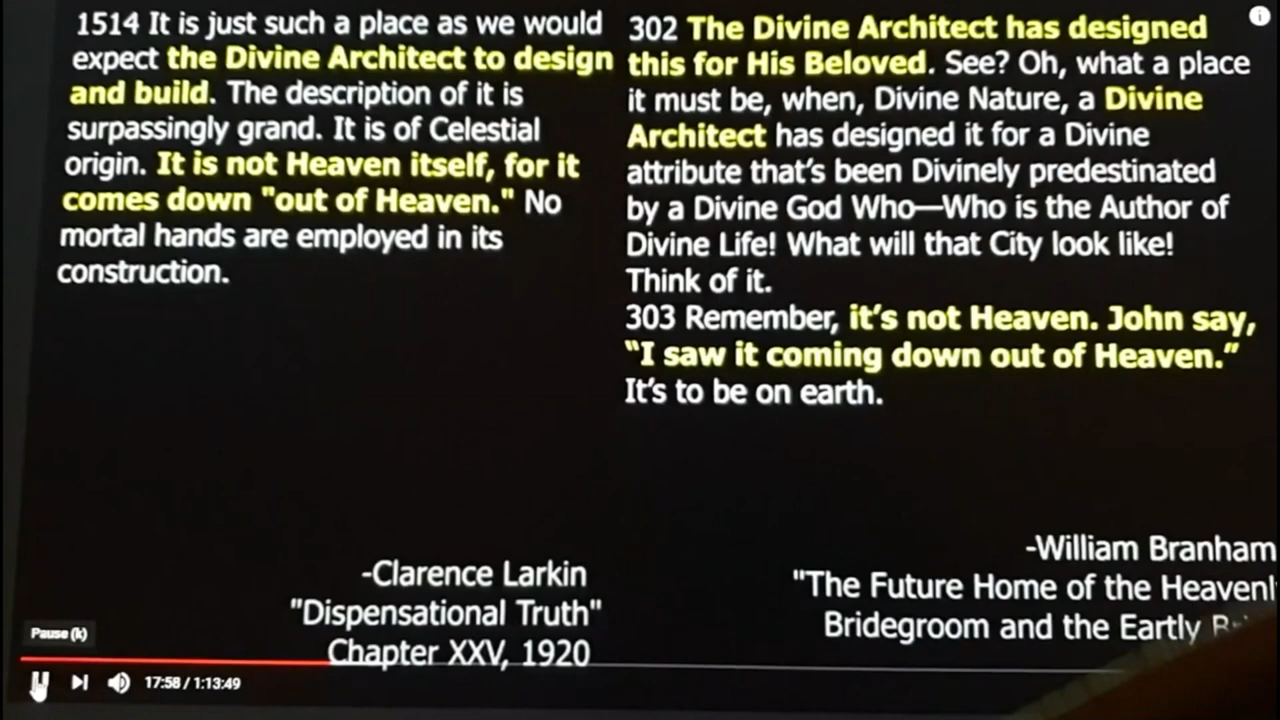 1514 It is just such a place as we would
expect the Divine Architect to design
and build. The description of it is
surpassingly grand. It is of Celestial
origin. It is not Heaven itself, for it
comes down "out of Heaven." No
mortal hands are employed in its
construction.
-Clarence Larkin
"Dispensational Truth"
Chapter XXV, 1920
302 The Divine Architect has designed
this for His Beloved. See? Oh, what a place
it must be, when, Divine Nature, a Divine
Architect has designed it for a Divine
attribute that’s been Divinely predestinated
by a Divine God Who—Who is the Author of
Divine Life! What will that City look like!
Think of it.
303 Remember, it’s not Heaven. John say,
“I saw it coming down out of Heaven.”
It’s to be on earth.
-William Branham
"The Future Home of the Heavenl
Bridegroom and the Eartly
Pause (k)
17:58 / 1:13:49